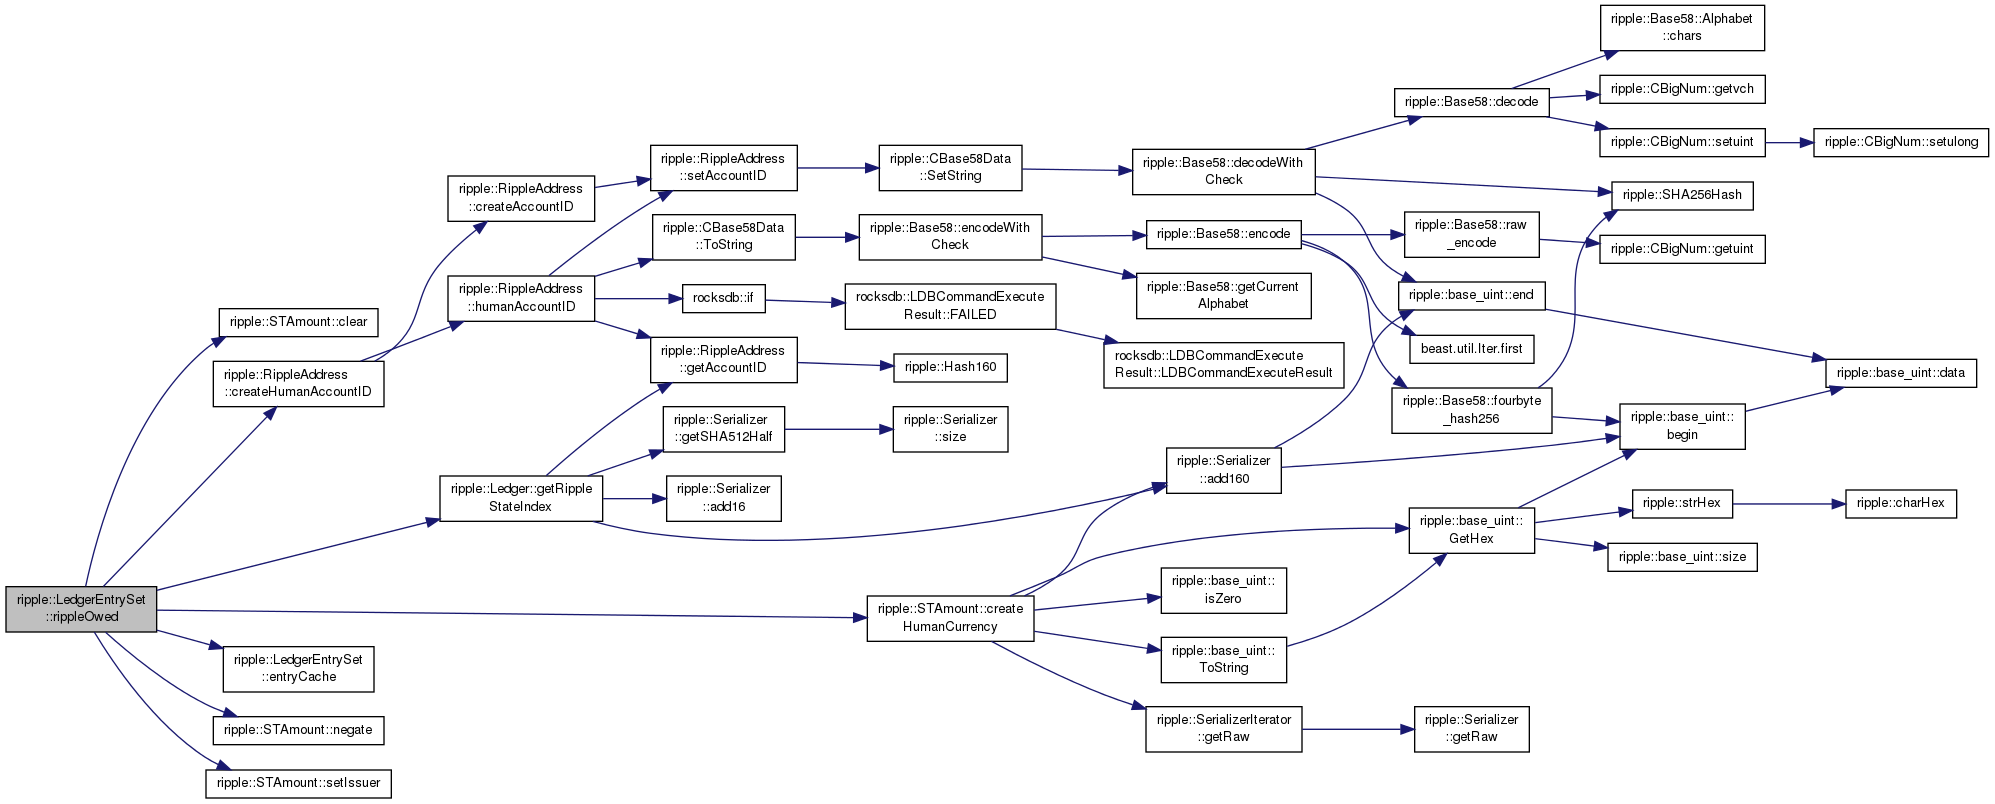 ripple::LedgerEntrySet
::rippleOwed
ripple::STAmount::clear
ripple::RippleAddress
::createHumanAccountID
ripple::LedgerEntrySet
::entryCache
ripple::STAmount::negate
ripple::STAmount::setIssuer
ripple::RippleAddress
::createAccountID
ripple::RippleAddress
::humanAccountID
ripple::Ledger::getRipple
StateIndex
ripple::RippleAddress
::setAccountID
ripple::CBase58Data
::ToString
rocksdb::if
ripple::RippleAddress
::getAccountID
ripple::Serializer
::getSHA512Half
ripple::Serializer
::add16
ripple::CBase58Data
::SetString
ripple::Base58::encodeWith
Check
rocksdb::LDBCommandExecute
Result::FAILED
ripple::Hash160
ripple::Serializer
::size
ripple::STAmount::create
HumanCurrency
ripple::Base58::decodeWith
Check
ripple::Base58::encode
ripple::Base58::getCurrent
Alphabet
rocksdb::LDBCommandExecute
Result::LDBCommandExecuteResult
ripple::Serializer
::add160
ripple::base_uint::
isZero
ripple::base_uint::
ToString
ripple::SerializerIterator
::getRaw
ripple::Base58::decode
ripple::Base58::raw
_encode
ripple::base_uint::end
beast.util.Iter.first
ripple::Base58::fourbyte
_hash256
ripple::base_uint::
GetHex
ripple::Serializer
::getRaw
ripple::Base58::Alphabet
::chars
ripple::CBigNum::getvch
ripple::CBigNum::setuint
ripple::SHA256Hash
ripple::CBigNum::getuint
ripple::base_uint::
begin
ripple::strHex
ripple::base_uint::size
ripple::CBigNum::setulong
ripple::base_uint::data
ripple::charHex